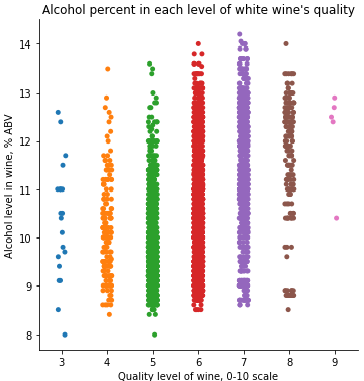 Alcohol percent in each level of white wine's quality
Alcohol level in wine, % ABV
14
13
12
11
10
9
8
3 4 5 6 7 8 9
Quality level of wine, 0-10 scale